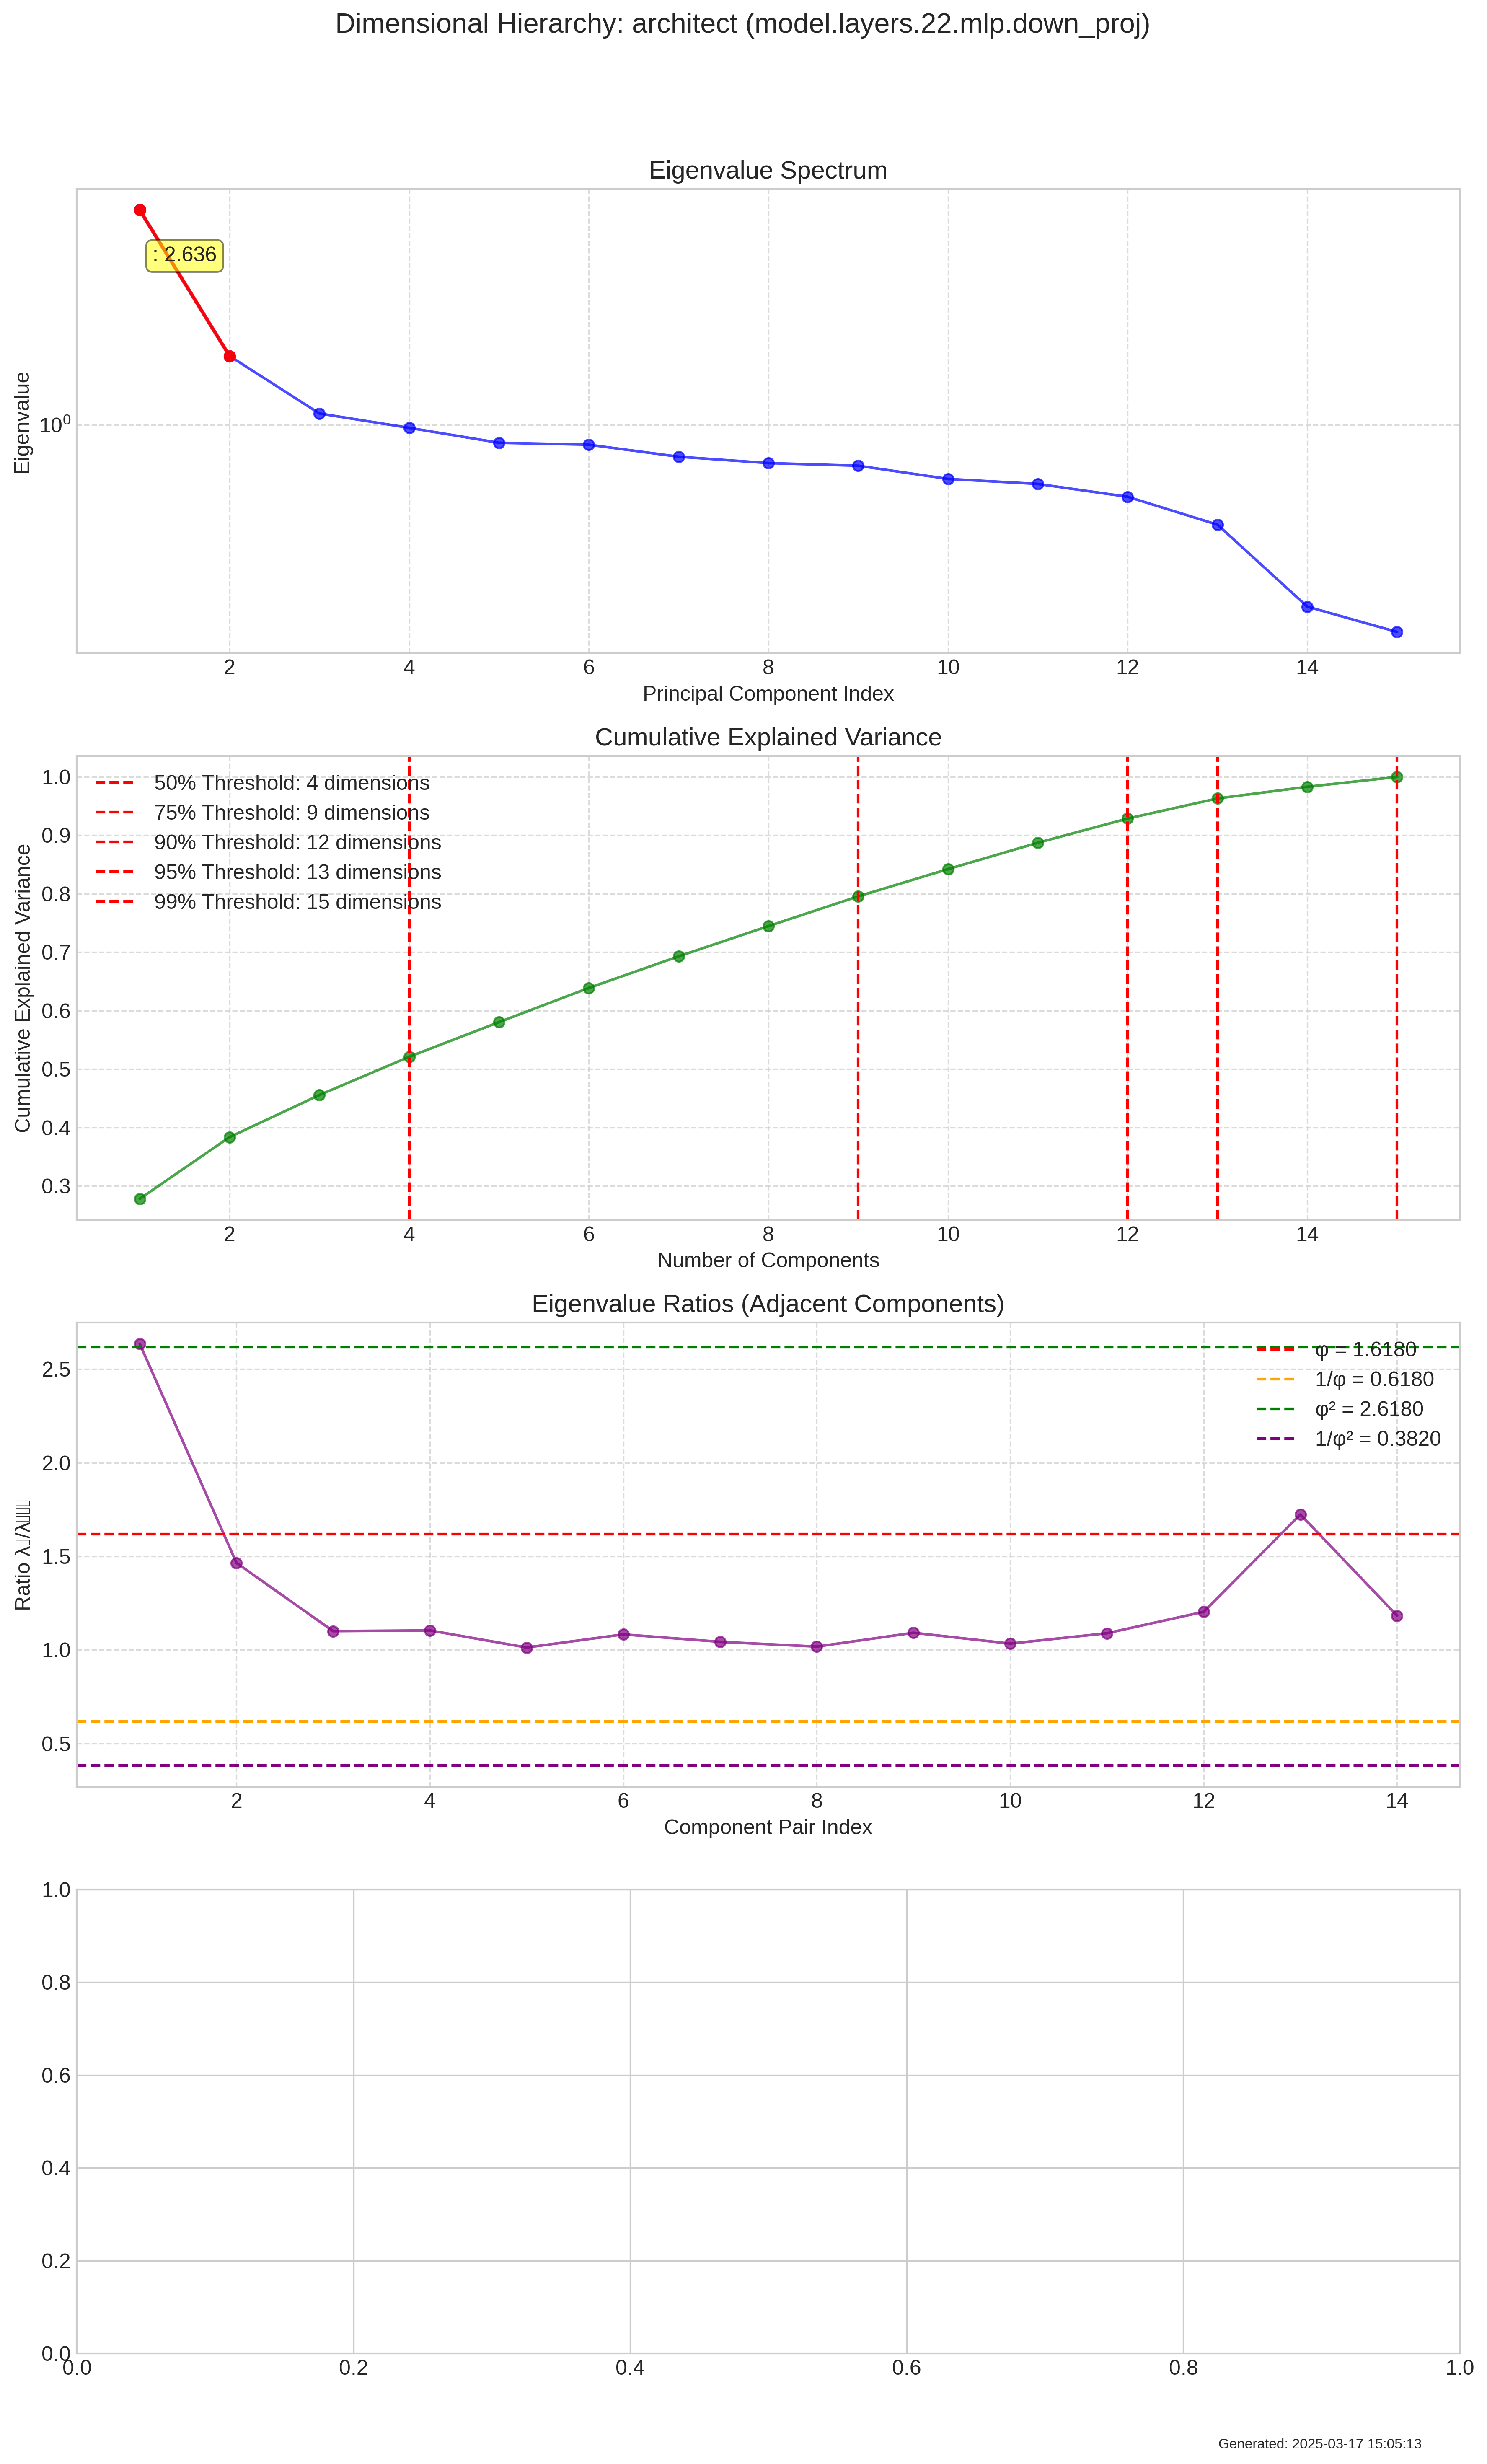 Dimensional Hierarchy: architect (model.layers.22.mlp.down_proj)
Eigenvalue Spectrum
: 2.636
Eigenvalue
10⁰
2 4 6 8 10 12 14
Principal Component Index
Cumulative Explained Variance
50% Threshold: 4 dimensions
75% Threshold: 9 dimensions
90% Threshold: 12 dimensions
95% Threshold: 13 dimensions
99% Threshold: 15 dimensions
Cumulative Explained Variance
1.0
0.9
0.8
0.7
0.6
0.5
0.4
0.3
2 4 6 8 10 12 14
Number of Components
Eigenvalue Ratios (Adjacent Components)
φ = 1.6180
1/φ = 0.6180
φ² = 2.6180
1/φ² = 0.3820
Ratio λ▯/λ▯▯▯
2.5
2.0
1.5
1.0
0.5
2 4 6 8 10 12 14
Component Pair Index
1.0
0.8
0.6
0.4
0.2
0.0
0.0 0.2 0.4 0.6 0.8 1.0
Generated: 2025-03-17 15:05:13